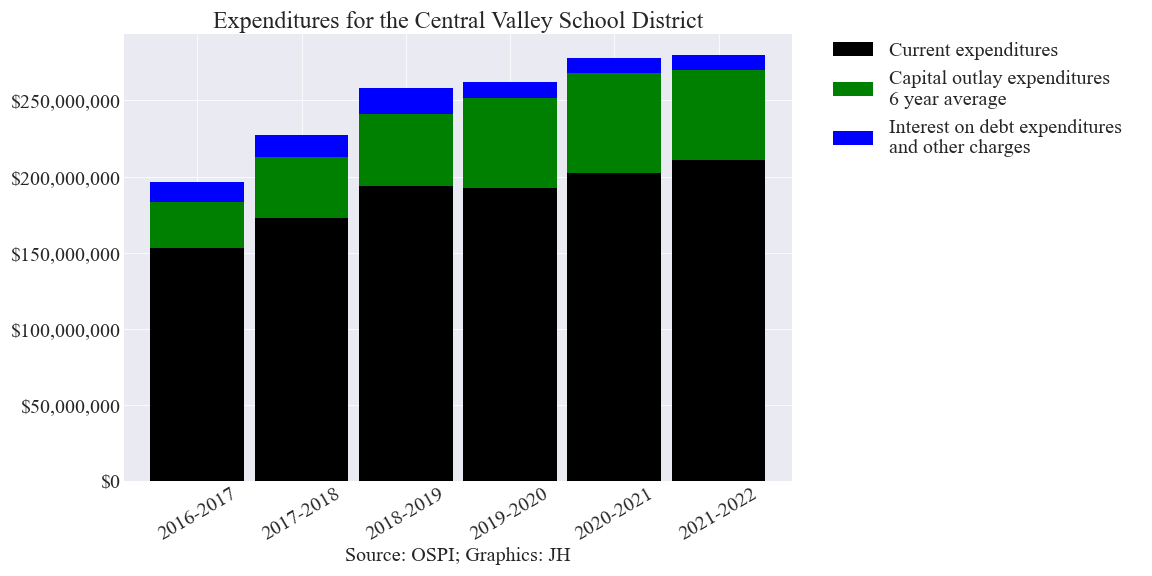 Expenditures for the Central Valley School District
Current expenditures
Capital outlay expenditures
6 year average
Interest on debt expenditures
and other charges
$250,000,000
$200,000,000
$150,000,000
$100,000,000
$50,000,000
$0
2016-2017
2017-2018
2018-2019
2019-2020
2020-2021
2021-2022
Source: OSPI; Graphics: JH